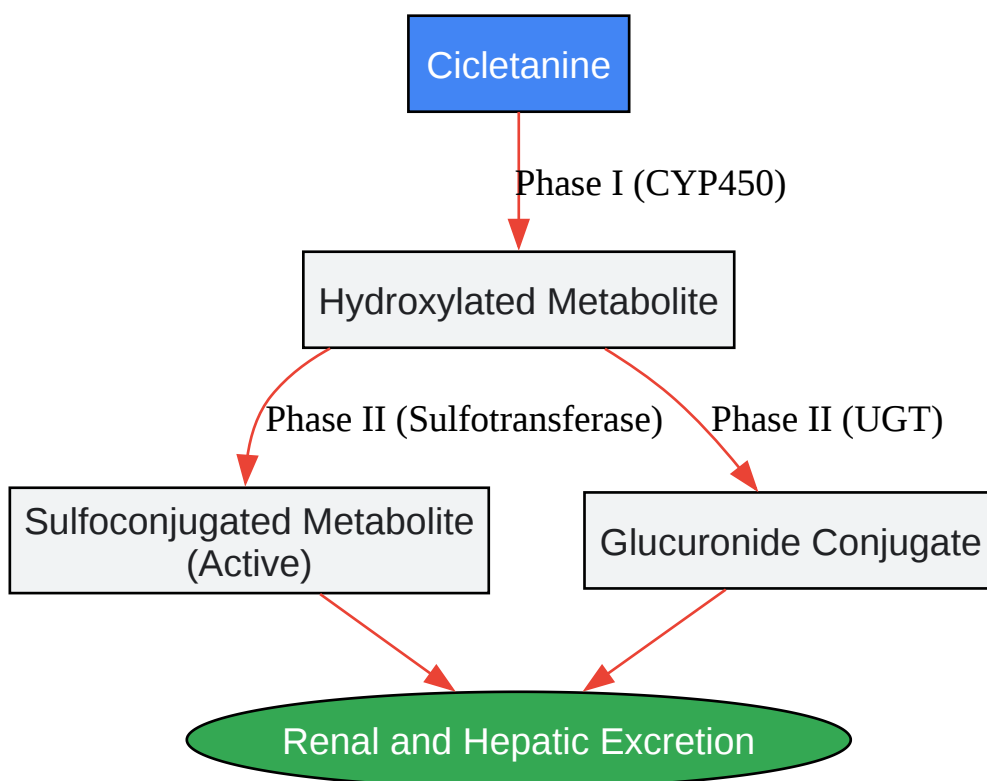 Cicletanine
Phase I (CYP450)
Hydroxylated Metabolite
Phase II (Sulfotransferase)
Phase II (UGT)
Sulfoconjugated Metabolite
(Active)
Glucuronide Conjugate
Renal and Hepatic Excretion